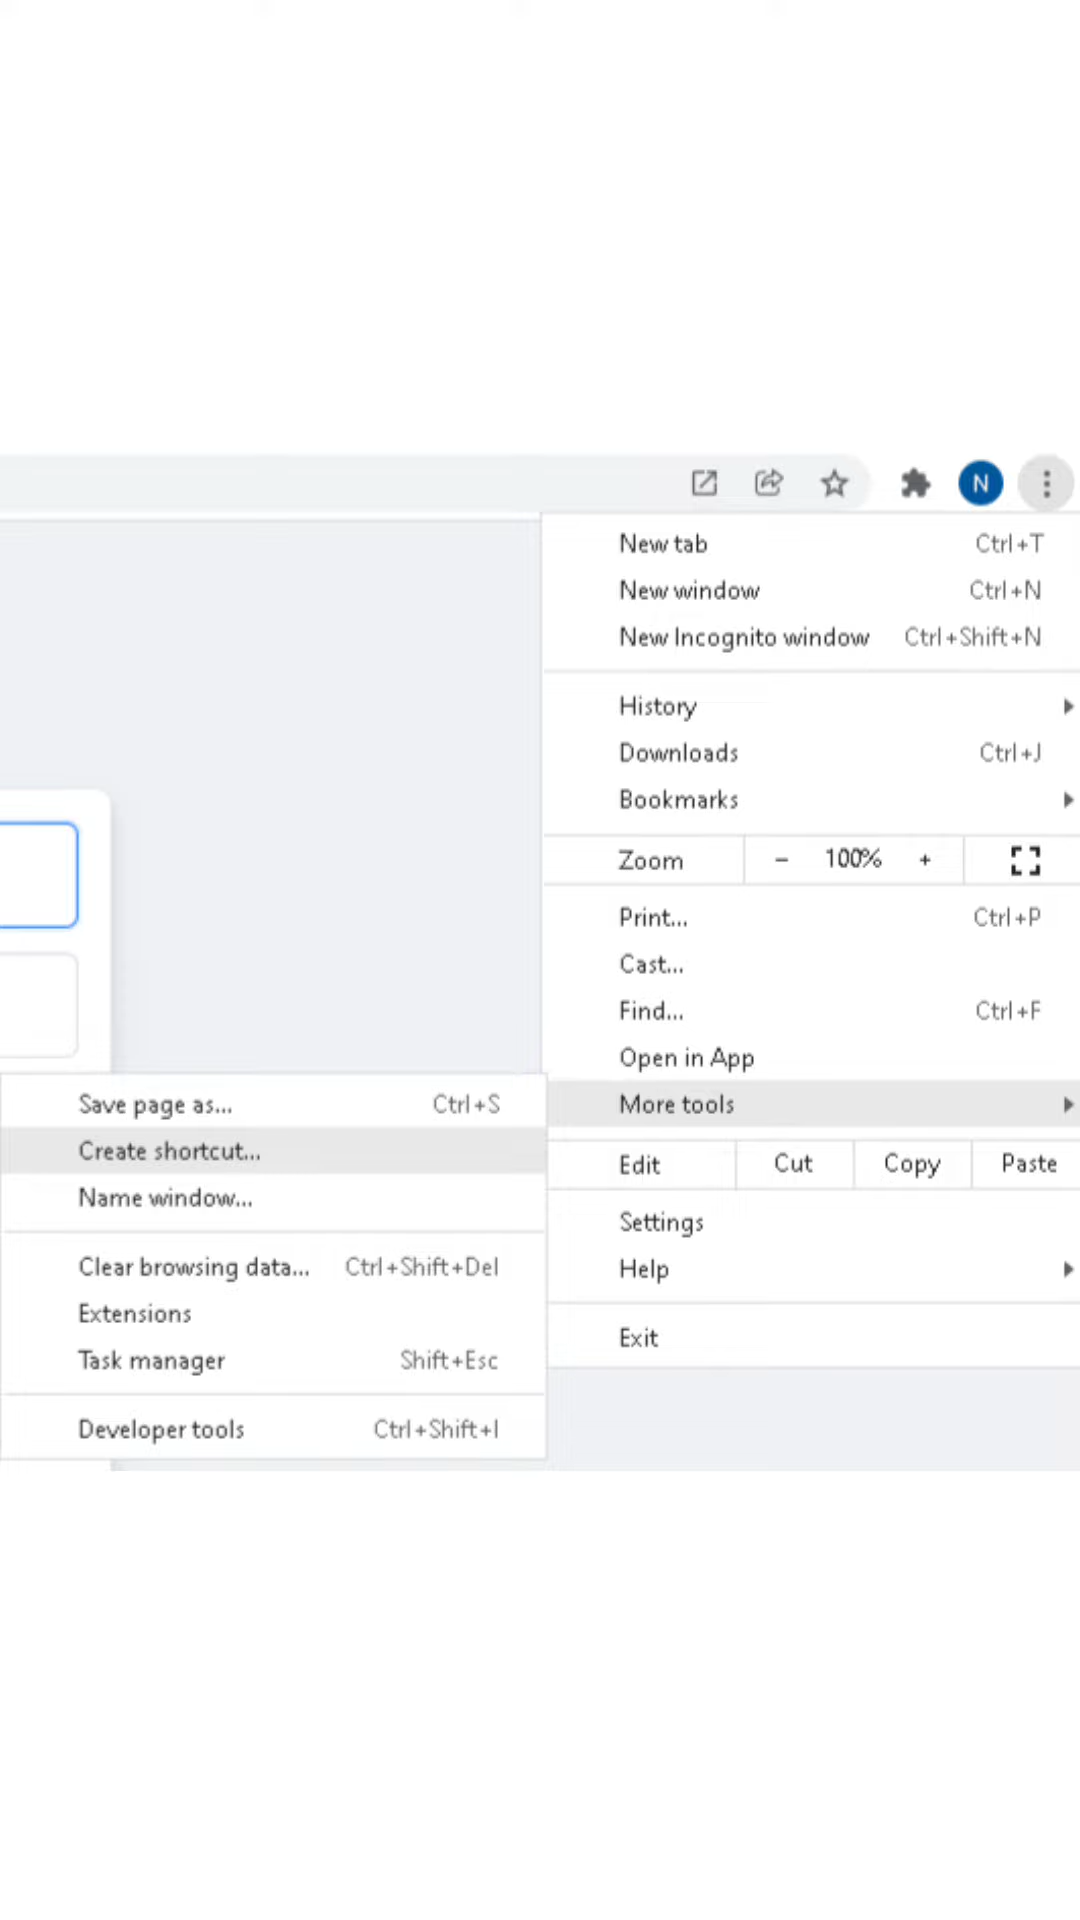 N
New tab Ctrl+T
New window Ctrl+N
New Incognito window Ctrl+Shift+N
History
Downloads Ctrl+J
Bookmarks
Zoom − 100% +
Print... Ctrl+P
Cast...
Find... Ctrl+F
Open in App
More tools
Edit Cut Copy Paste
Settings
Help
Exit
Save page as... Ctrl+S
Create shortcut...
Name window...
Clear browsing data... Ctrl+Shift+Del
Extensions
Task manager Shift+Esc
Developer tools Ctrl+Shift+I